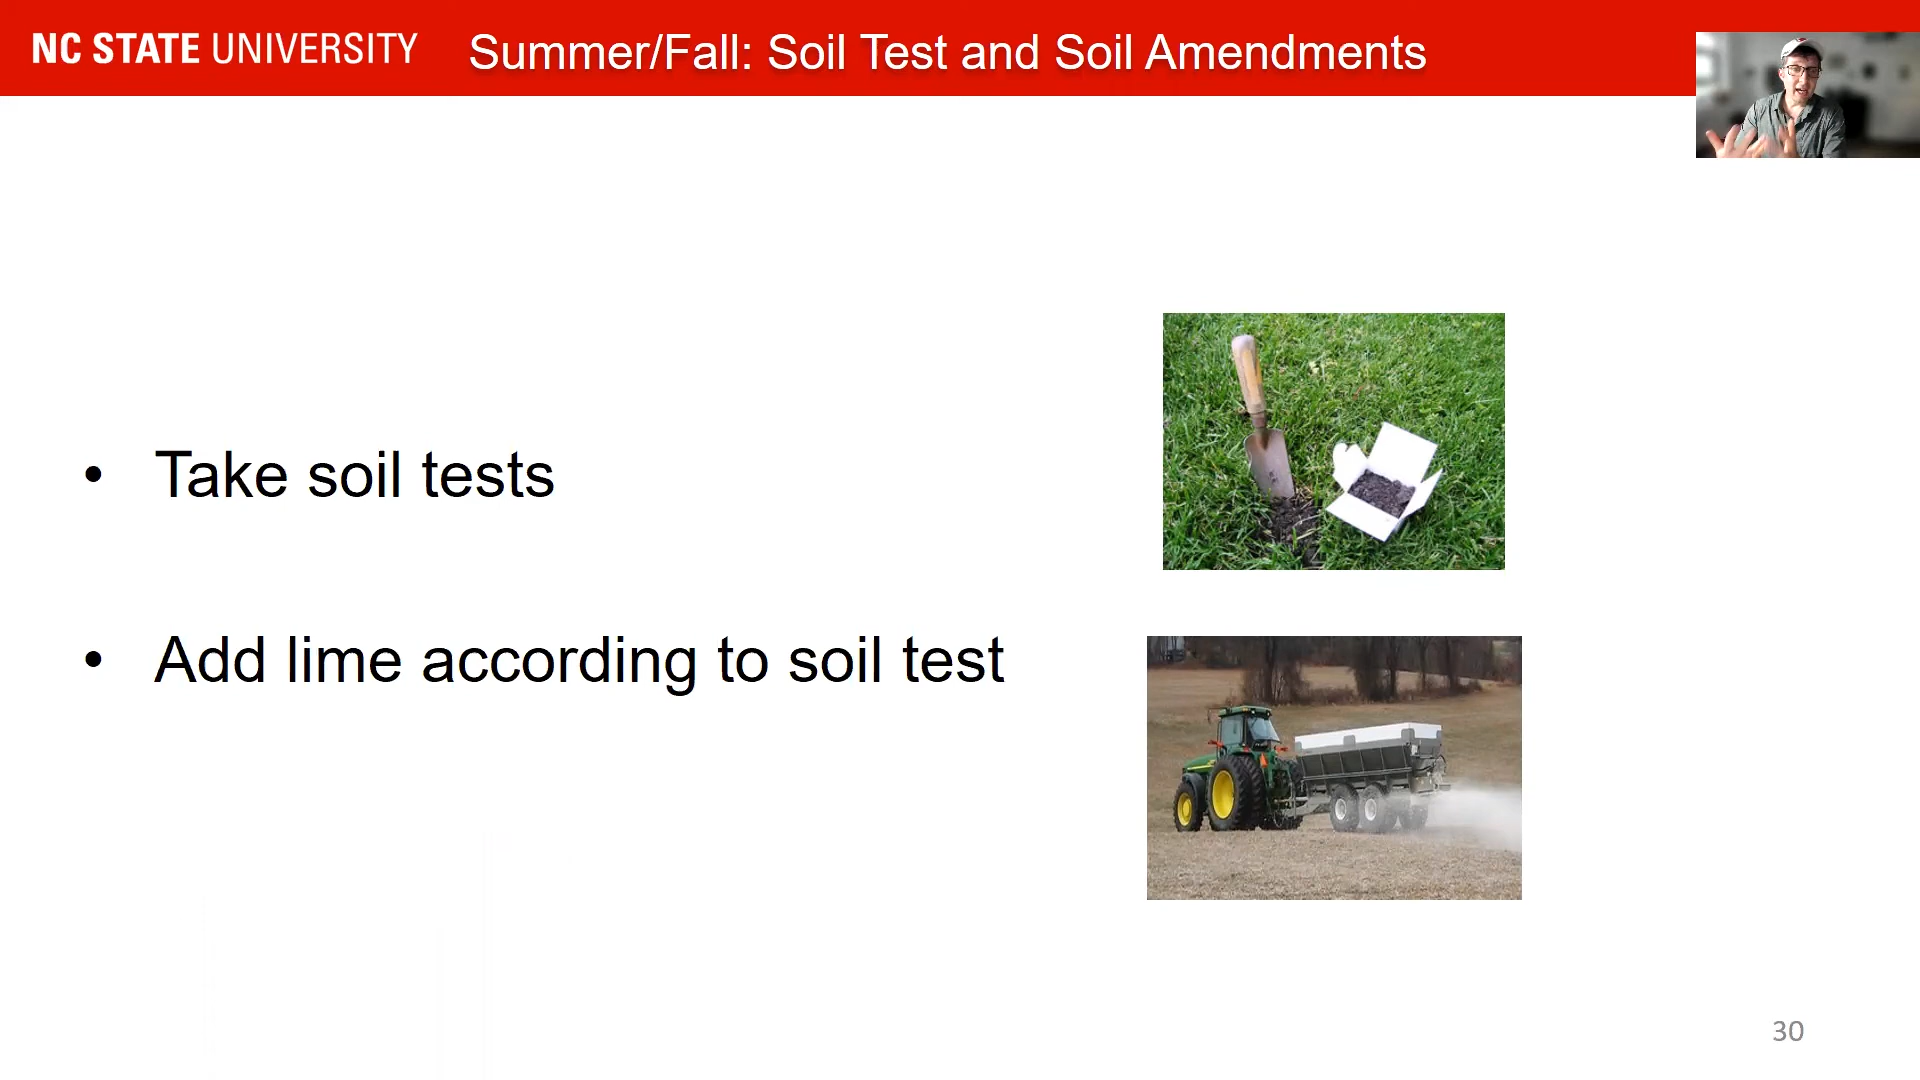 NC STATE UNIVERSITY
Summer/Fall: Soil Test and Soil Amendments
• Take soil tests
• Add lime according to soil test
30